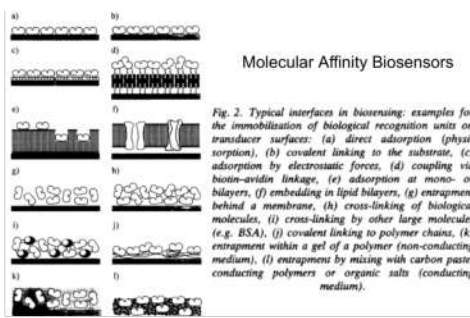 a)
b)
c)
d)
e)
f)
g)
h)
i)
j)
k)
l)
Molecular Affinity Biosensors
Fig. 2. Typical interfaces in biosensing: examples for
the immobilisation of biological recognition units on
transducer surfaces: (a) direct adsorption (physi-
sorption), (b) covalent linking to the substrate, (c)
adsorption by electrostatic forces, (d) coupling via
biotin-avidin linkage, (e) adsorption at mono- or
bilayers, (f) embedding in lipid bilayers, (g) entrapment
behind a membrane, (h) cross-linking of biological
molecules, (i) cross-linking by other large molecules
(e.g. BSA), (j) covalent linking to polymer chains, (k)
entrapment within a gel of a polymer (non-conducting
medium), (l) entrapment by mixing with carbon paste,
conducting polymers or organic salts (conducting
medium).